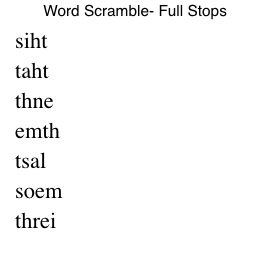 Word Scramble- Full Stops
siht
taht
thne
emth
tsal
soem
threi